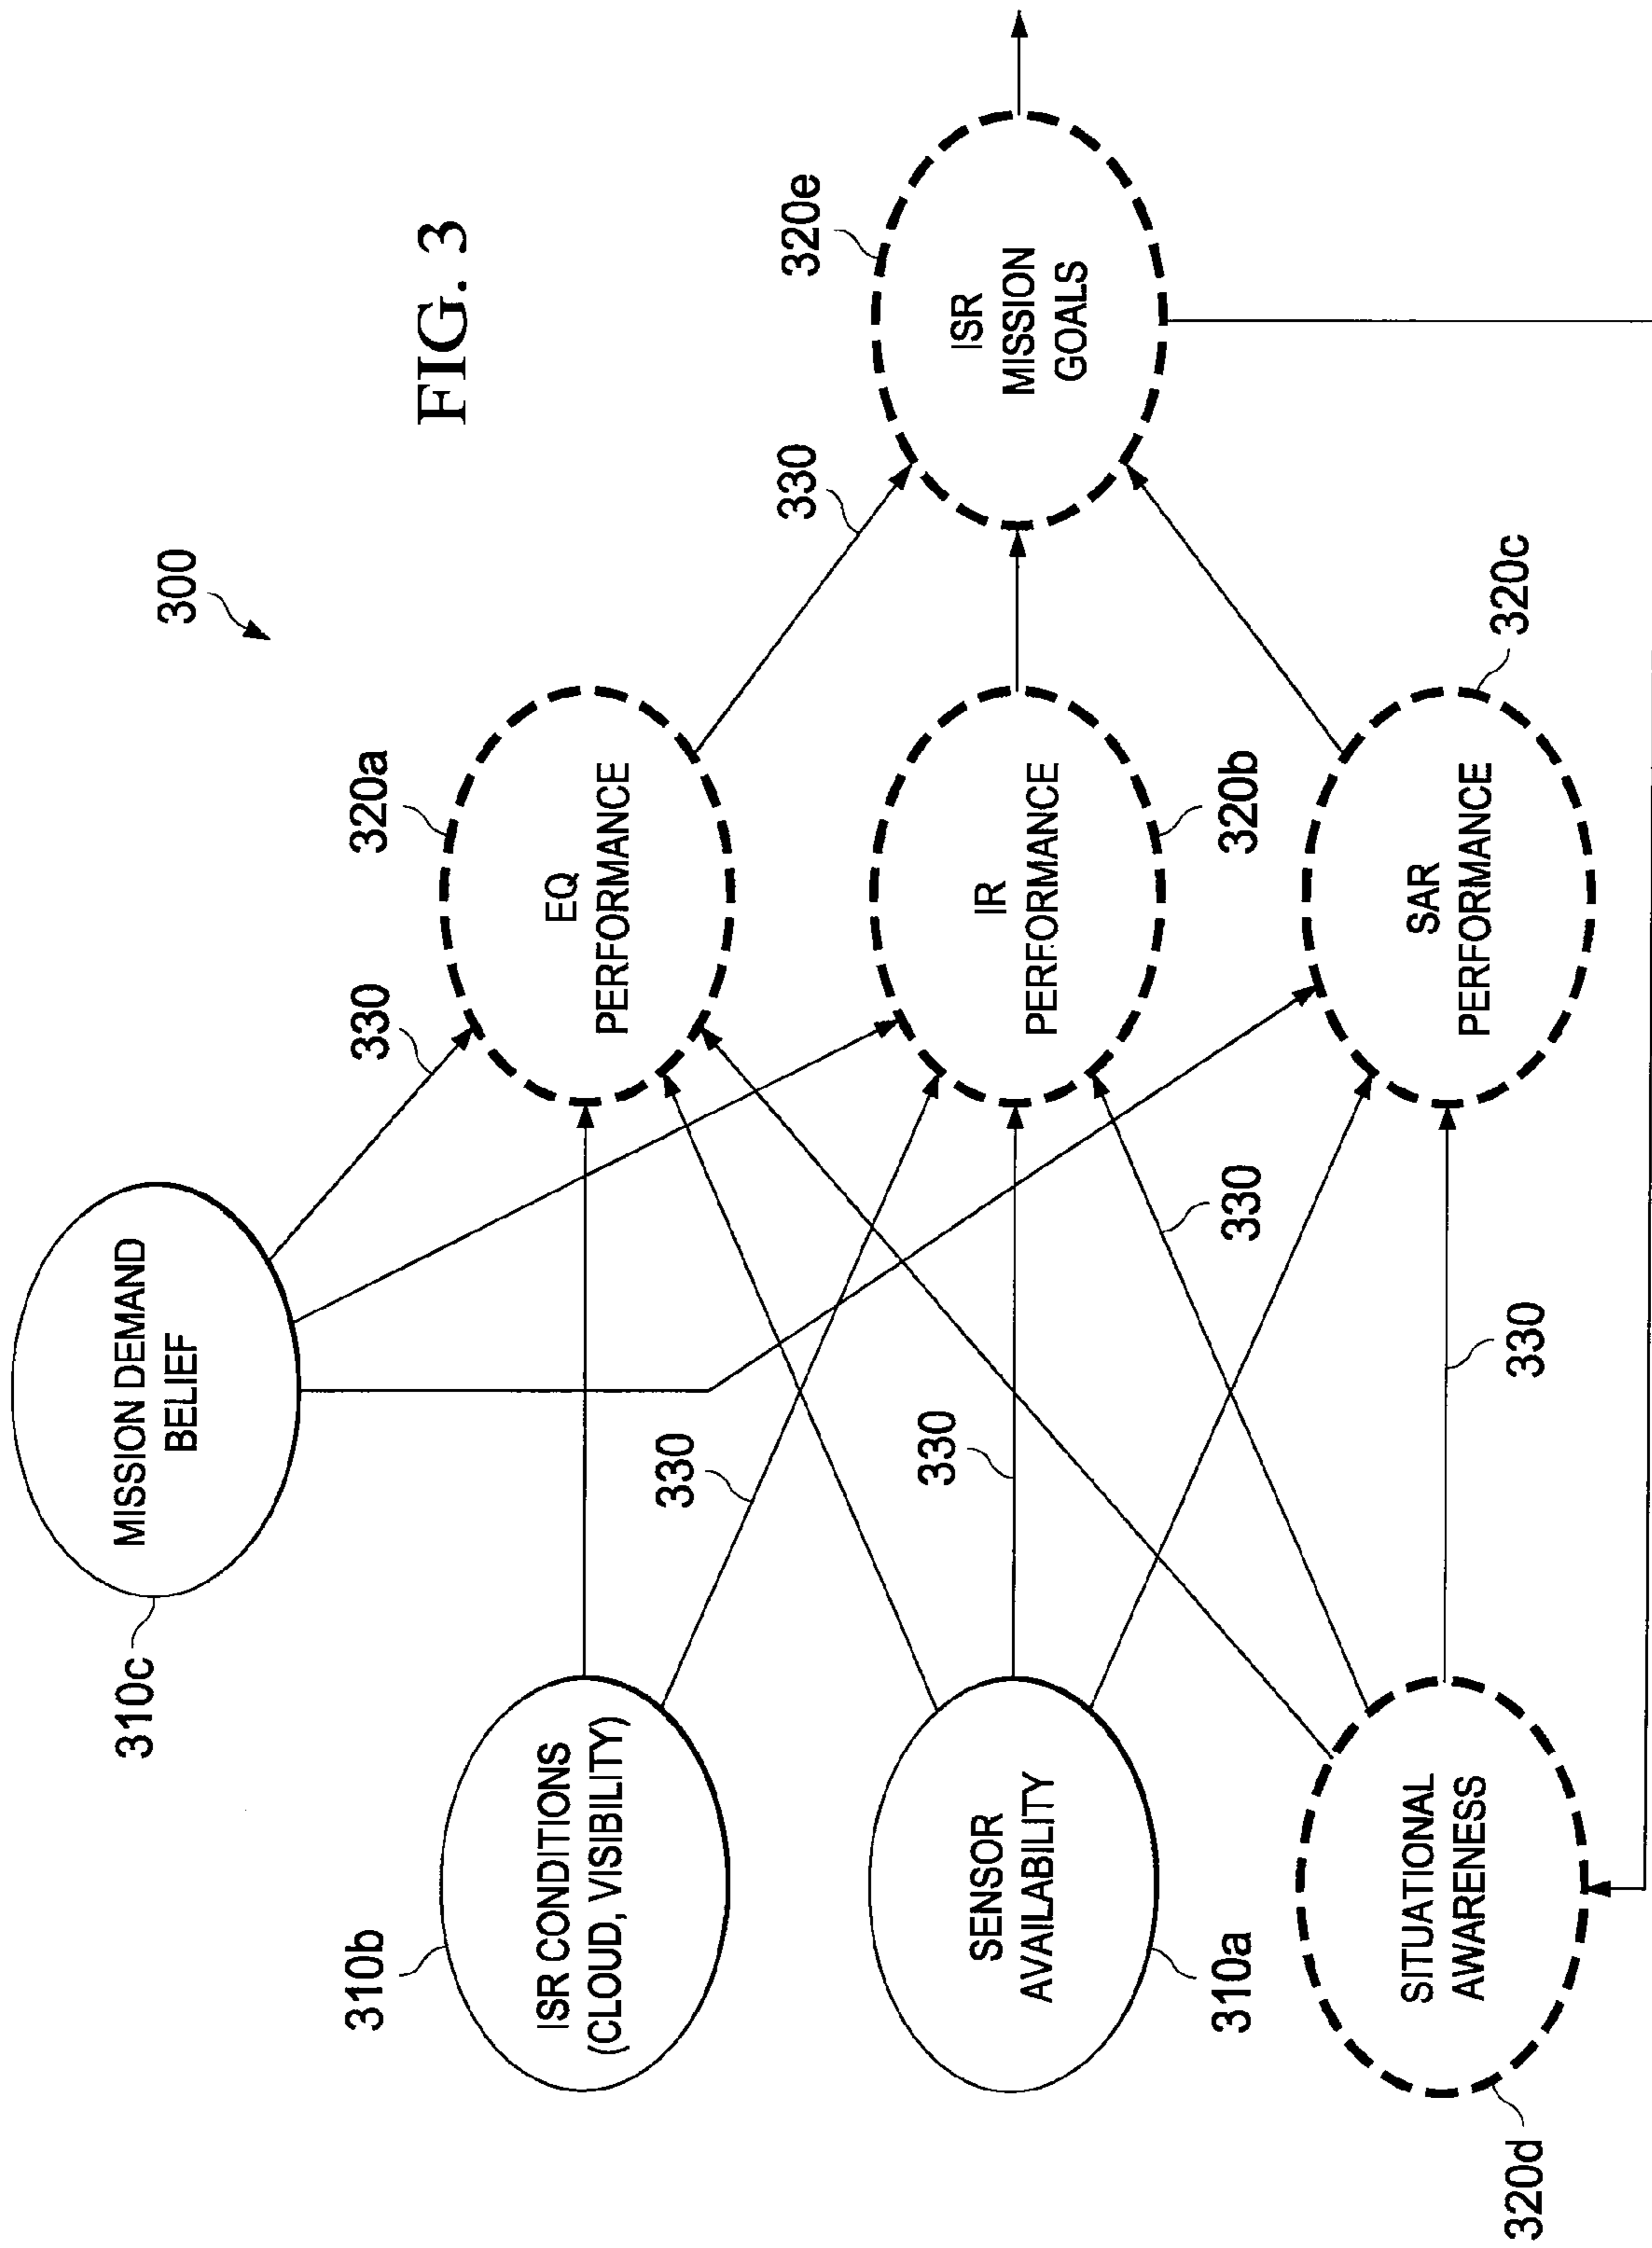 FIG. 3
300
310c
MISSION DEMAND
BELIEF
330
320a
EQ
PERFORMANCE
330
320e
ISR
MISSION
GOALS
310b
ISR CONDITIONS
(CLOUD, VISIBILITY)
330
IR
PERFORMANCE
320b
SENSOR
AVAILABILITY
310a
330
330
SITUATIONAL
AWARENESS
320d
330
SAR
PERFORMANCE
320c